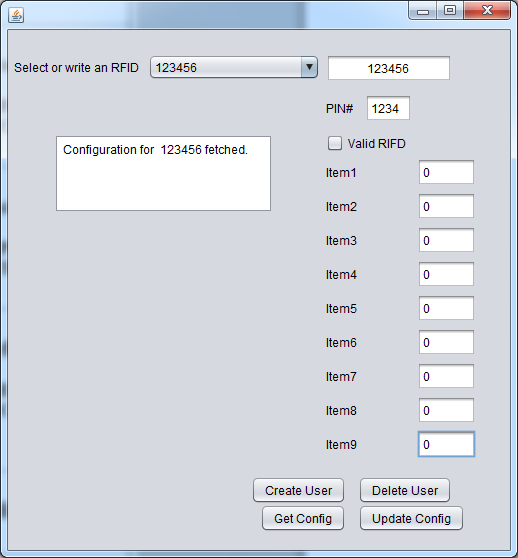 Select or write an RFID 123456 123456
PIN# 1234
Configuration for 123456 fetched.
Valid RIFD
Item1 0
Item2 0
Item3 0
Item4 0
Item5 0
Item6 0
Item7 0
Item8 0
Item9 0
Create User Delete User
Get Config Update Config